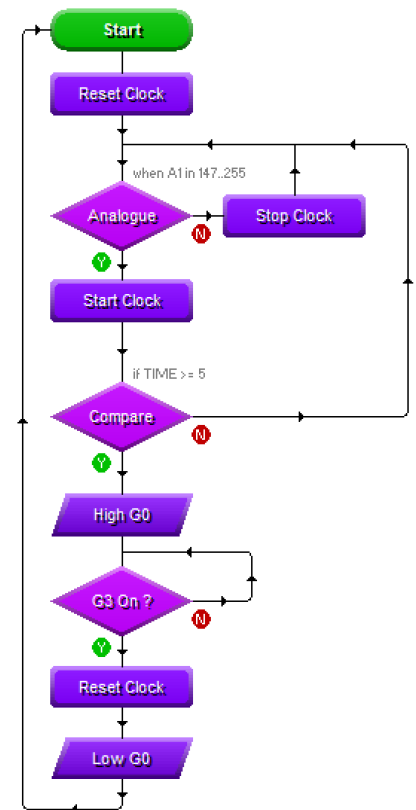 Start
Reset Clock
when A1 in 147..255
Analogue
N
Stop Clock
Y
Start Clock
if TIME >= 5
Compare
N
Y
High G0
G3 On ?
N
Y
Reset Clock
Low G0